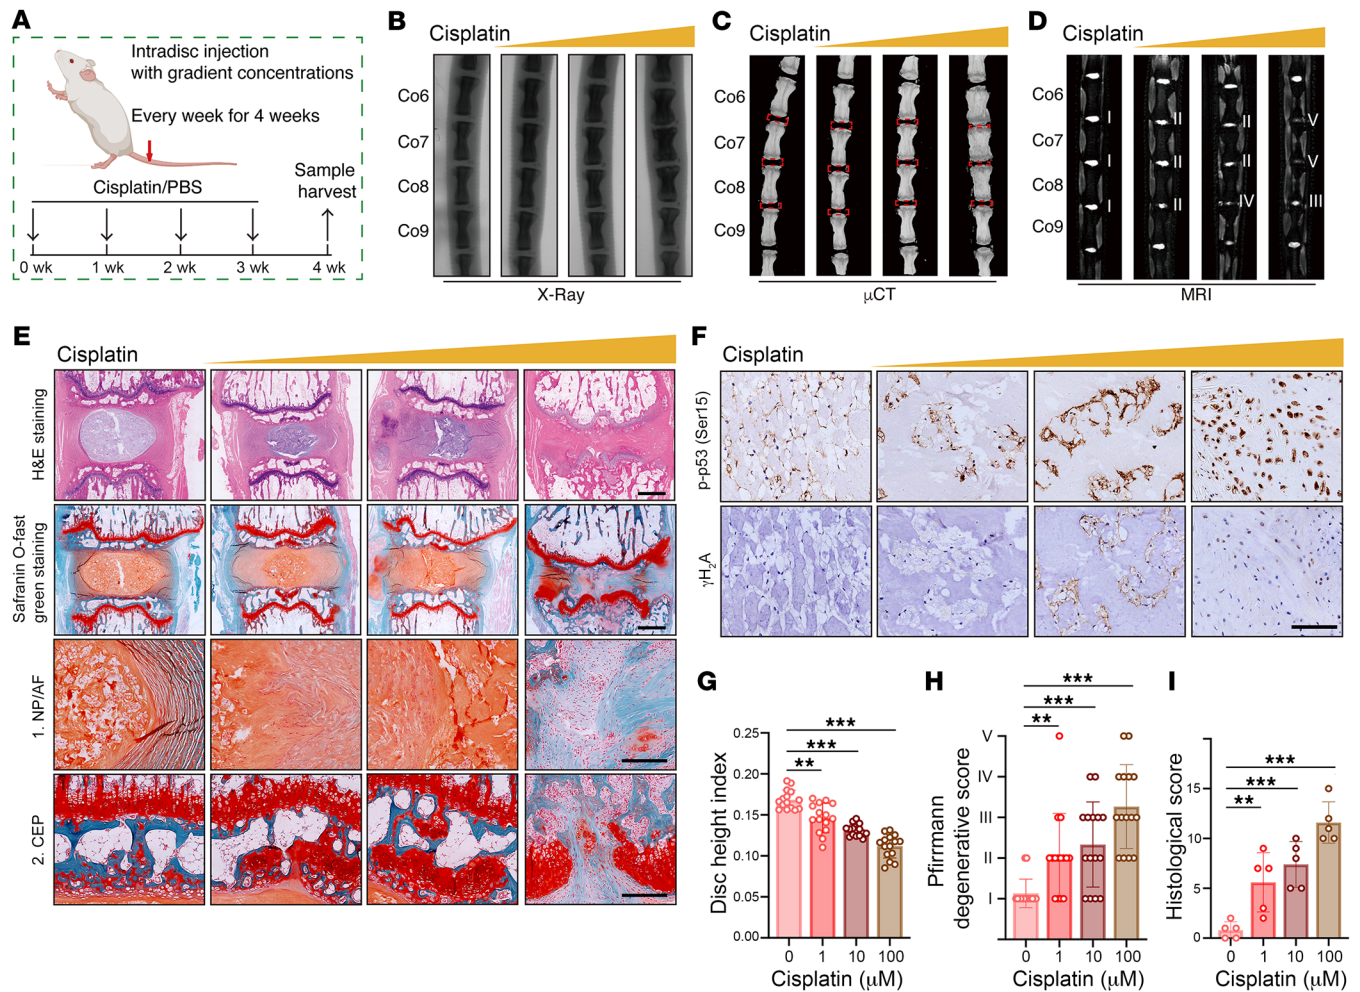 A
Intradisc injection
with gradient concentrations
Every week for 4 weeks
Cisplatin/PBS
Sample
harvest
0 wk 1 wk 2 wk 3 wk 4 wk
B
Cisplatin
Co6
Co7
Co8
Co9
X-Ray
C
Cisplatin
Co6
Co7
Co8
Co9
μCT
D
Cisplatin
Co6
Co7
Co8
Co9
I II II V
I II II V
I II IV III
MRI
E
Cisplatin
H&E staining
Safranin O-fast
green staining
1. NP/AF
2. CEP
F
Cisplatin
p-p53 (Ser15)
γH₂A
G
Disc height index
0.25
0.20
0.15
0.10
0.05
0.00
***
***
**
0 1 10 100
Cisplatin (μM)
H
Pfirrmann
degenerative score
V
IV
III
II
I
***
***
**
0 1 10 100
Cisplatin (μM)
I
Histological score
15
10
5
0
***
***
**
0 1 10 100
Cisplatin (μM)